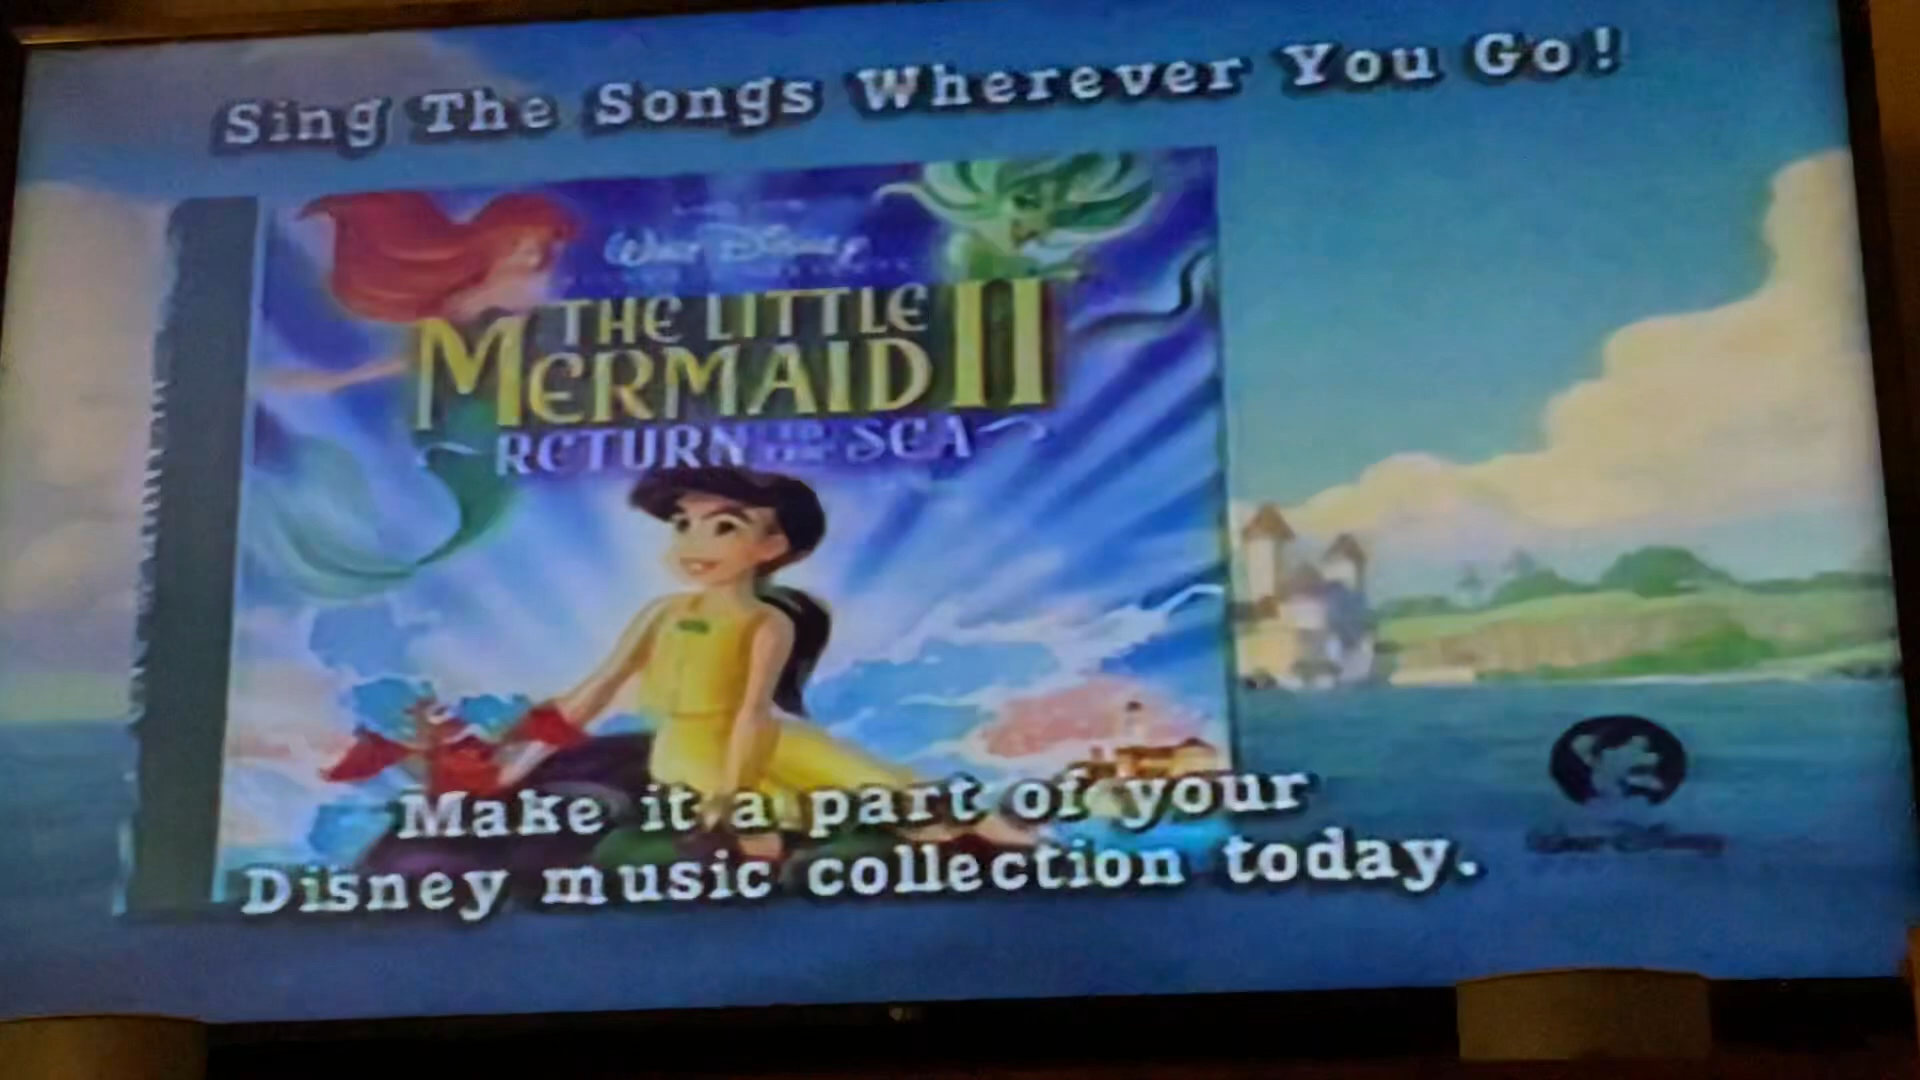 Sing The Songs Wherever You Go!
Walt Disney
THE LITTLE
MERMAID II
RETURN TO THE SEA
Make it a part of your
Disney music collection today.
Walt Disney